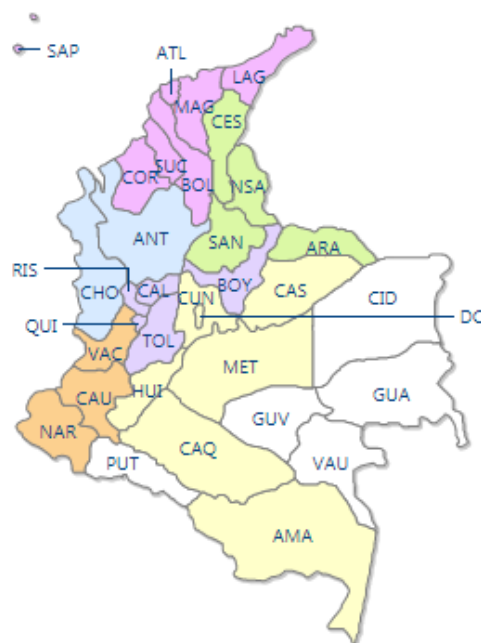 SAP
ATL
LAG
MAG
CES
SUC
COR
BOL
NSA
ANT
SAN
ARA
RIS
BOY
CHO
CAL
CUN
CAS
CID
QUI
TOL
DC
VAC
MET
HUI
CAU
GUA
GUV
NAR
CAQ
PUT
VAU
AMA